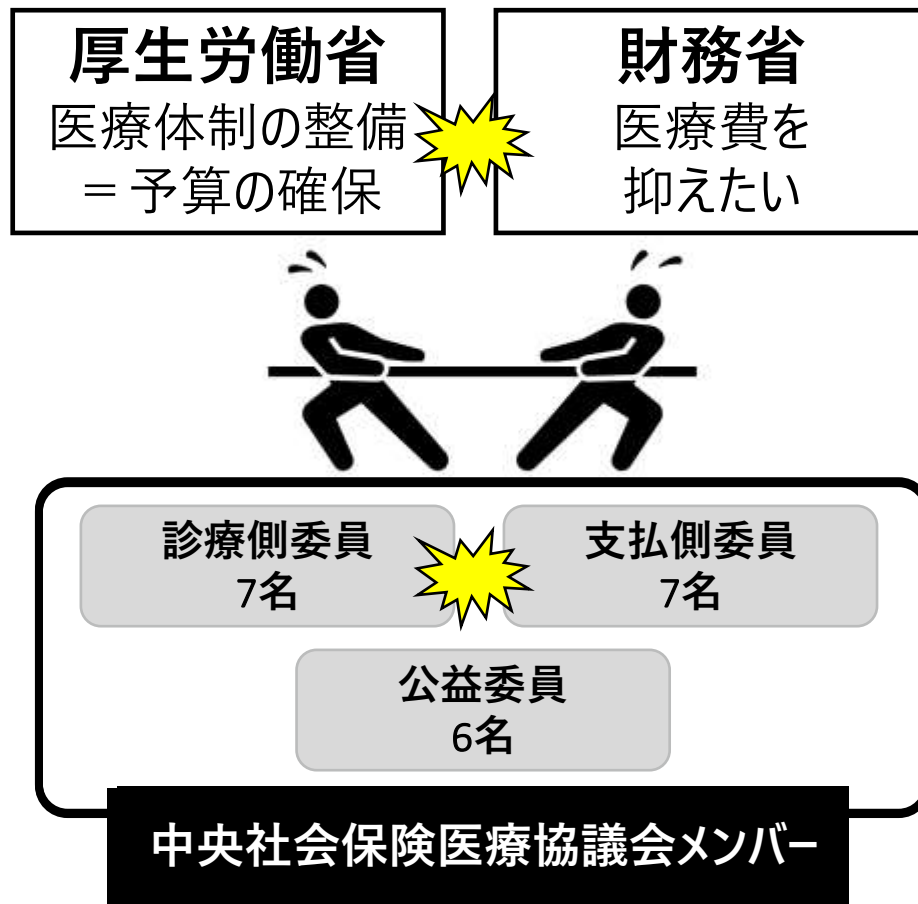 厚生労働省
医療体制の整備
＝予算の確保
財務省
医療費を
抑えたい
診療側委員
7名
支払側委員
7名
公益委員
6名
中央社会保険医療協議会メンバー